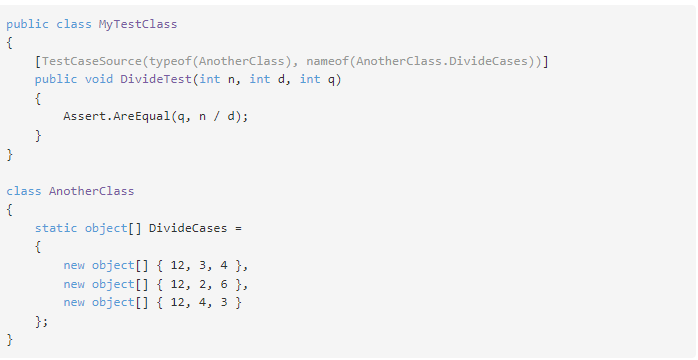 public class MyTestClass
{
    [TestCaseSource(typeof(AnotherClass), nameof(AnotherClass.DivideCases))]
    public void DivideTest(int n, int d, int q)
    {
        Assert.AreEqual(q, n / d);
    }
}

class AnotherClass
{
    static object[] DivideCases =
    {
        new object[] { 12, 3, 4 },
        new object[] { 12, 2, 6 },
        new object[] { 12, 4, 3 }
    };
}